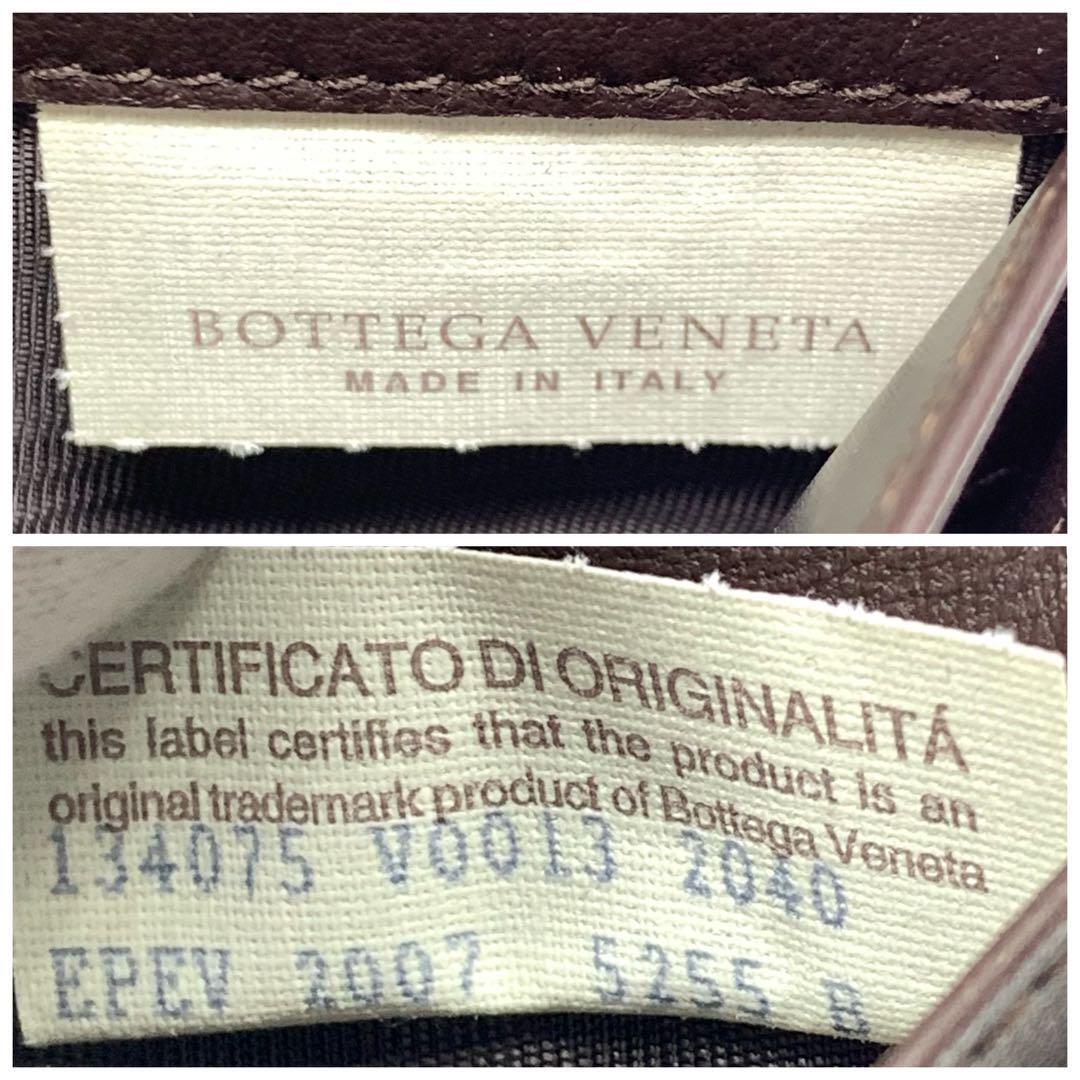 BOTTEGA VENETA
MADE IN ITALY
CERTIFICATO DI ORIGINALITÁ
this label certifies that the product is an
original trademark product of Bottega Veneta
134075 V0013 2040
EPEV 2007 5255 B